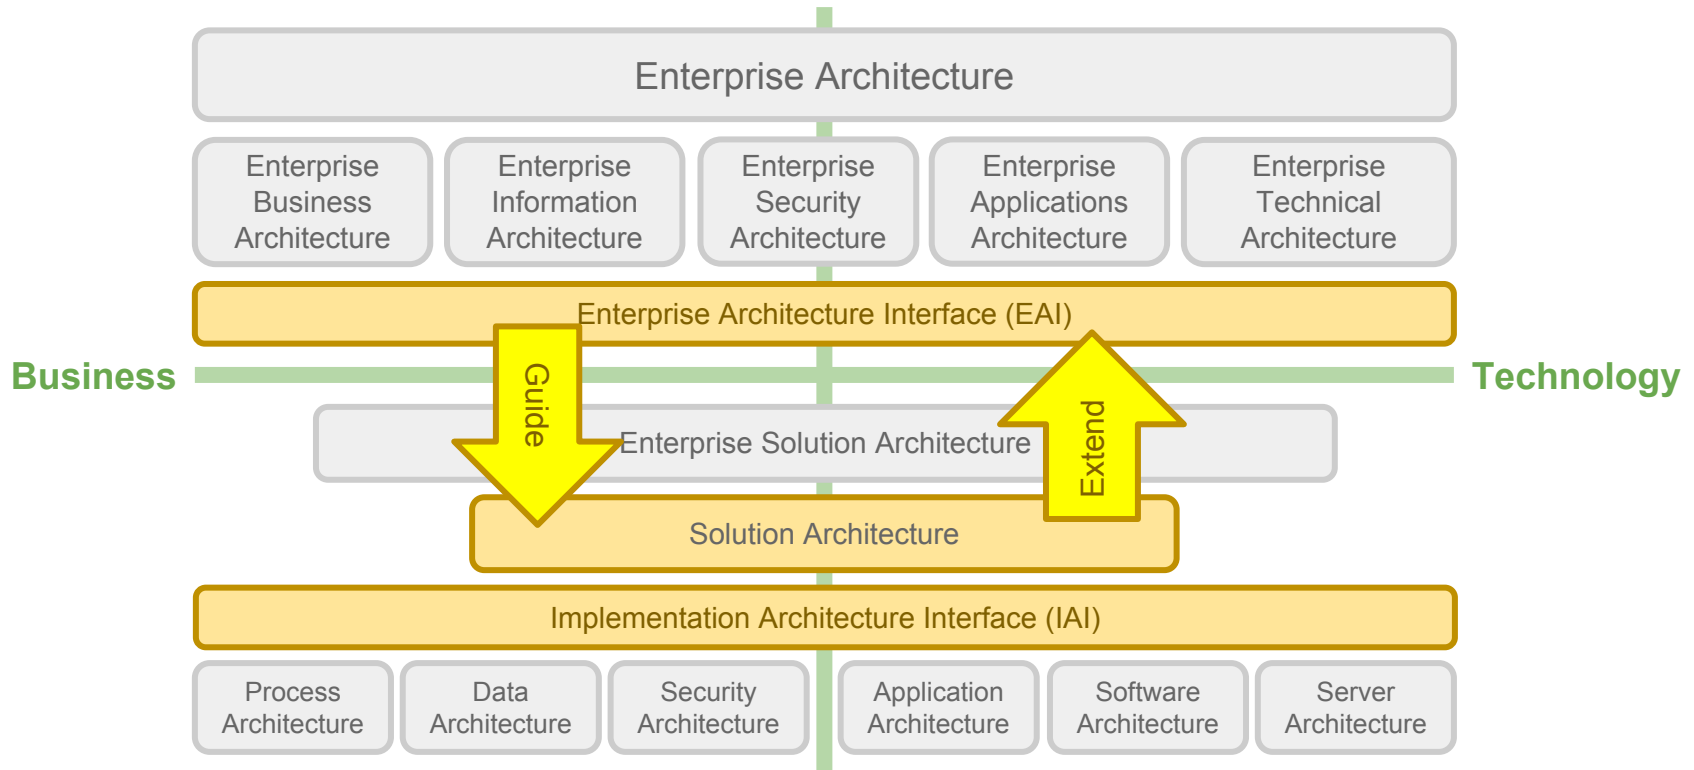 Enterprise Architecture
Enterprise
Business
Architecture
Enterprise
Information
Architecture
Enterprise
Security
Architecture
Enterprise
Applications
Architecture
Enterprise
Technical
Architecture
Enterprise Architecture Interface (EAI)
Business
Guide
Technology
Enterprise Solution Architecture
Extend
Solution Architecture
Implementation Architecture Interface (IAI)
Process
Architecture
Data
Architecture
Security
Architecture
Application
Architecture
Software
Architecture
Server
Architecture